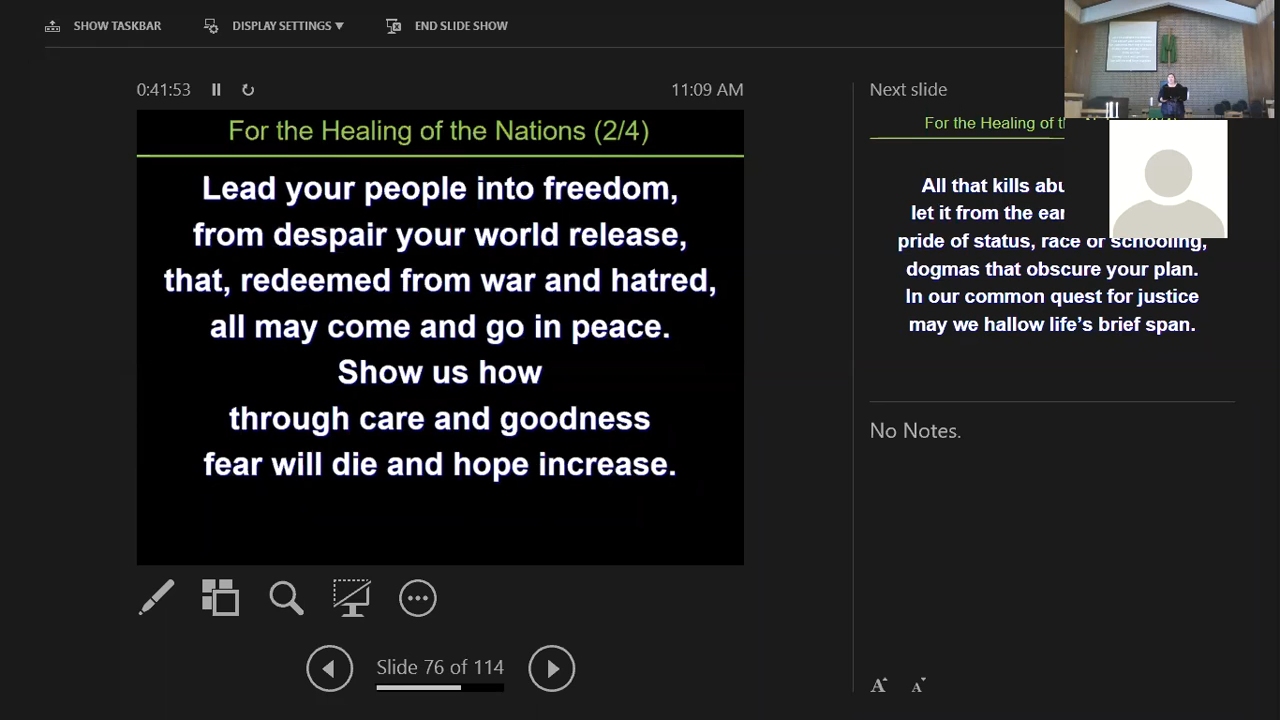 SHOW TASKBAR
DISPLAY SETTINGS ▼
END SLIDE SHOW
0:41:53
11:09 AM
For the Healing of the Nations (2/4)
Lead your people into freedom,
from despair your world release,
that, redeemed from war and hatred,
all may come and go in peace.
Show us how
through care and goodness
fear will die and hope increase.
Slide 76 of 114
Next slide
For the Healing of
All that kills
let it from the
pride of status, race or schooling,
dogmas that obscure your plan.
In our common quest for justice
may we hallow life's brief span.
No Notes.
A A
M